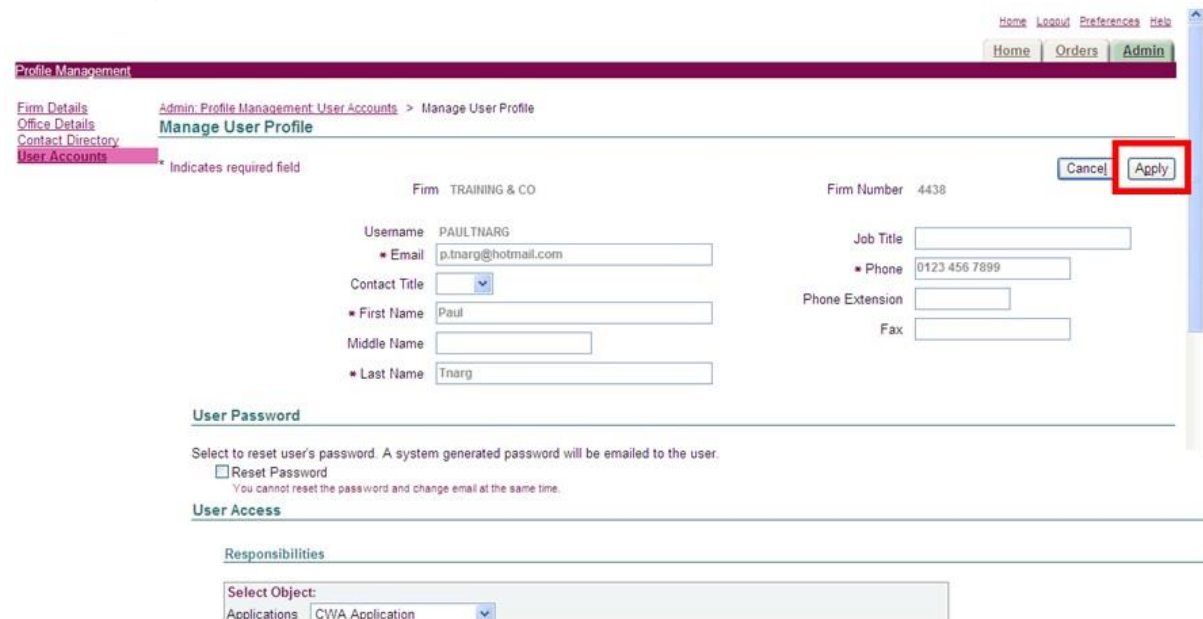 Home Logout Preferences Help
Home Orders Admin
Profile Management
Firm Details
Office Details
Contact Directory
User Accounts
Admin: Profile Management: User Accounts > Manage User Profile
Manage User Profile
* Indicates required field
Cancel Apply
Firm TRAINING & CO Firm Number 4438
Username PAULTNARG
* Email p.tnarg@hotmail.com
Contact Title
* First Name Paul
Middle Name
* Last Name Tnarg
Job Title
* Phone 0123 456 7899
Phone Extension
Fax
User Password
Select to reset user's password. A system generated password will be emailed to the user.
Reset Password
You cannot reset the password and change email at the same time.
User Access
Responsibilities
Select Object:
Applications CWA Application